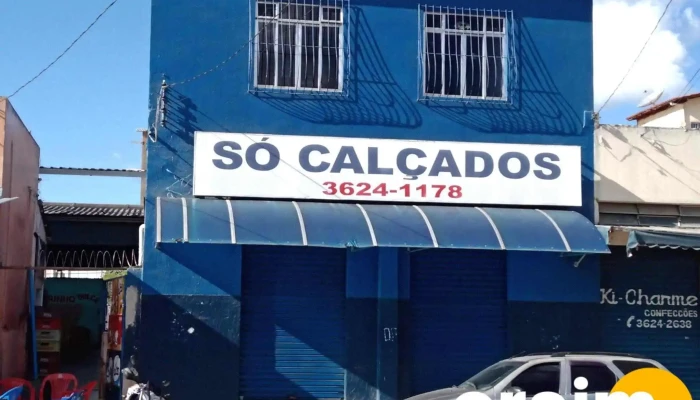 SÓ CALÇADOS
3624-1178
Ki-Charme
CONFECÇÕES
3624-2638